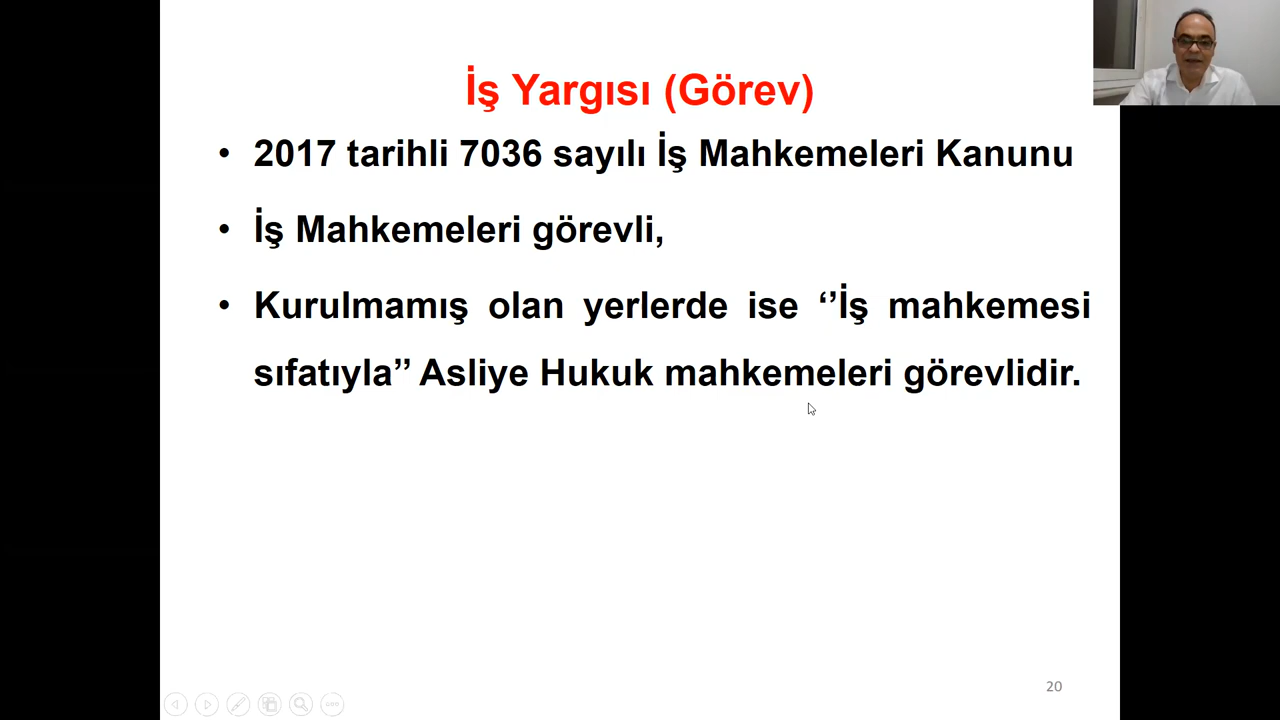 İş Yargısı (Görev)
• 2017 tarihli 7036 sayılı İş Mahkemeleri Kanunu
• İş Mahkemeleri görevli,
• Kurulmamış olan yerlerde ise ‘’İş mahkemesi
sıfatıyla’’ Asliye Hukuk mahkemeleri görevlidir.
20